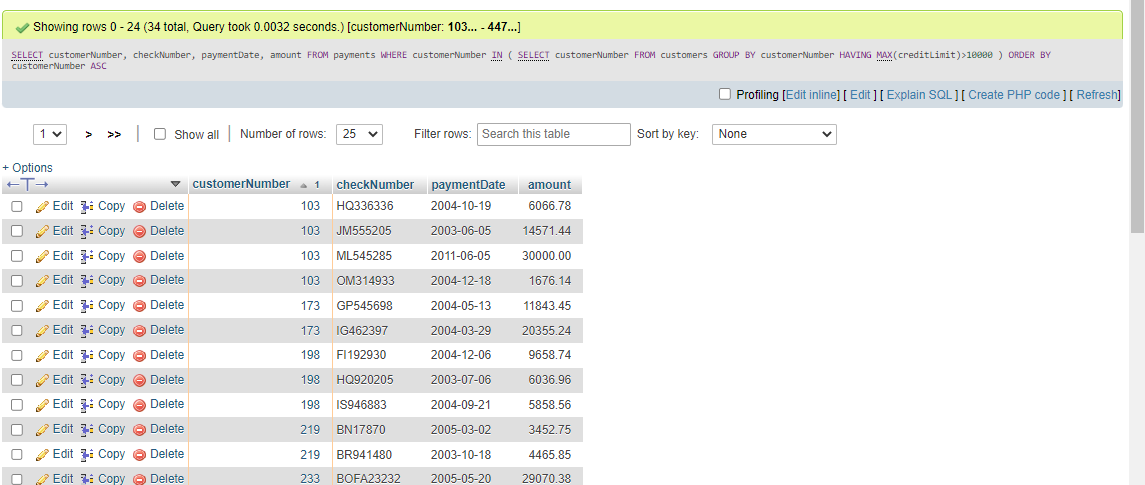 Showing rows 0 - 24 (34 total, Query took 0.0032 seconds.) [customerNumber: 103... - 447...]
SELECT customerNumber, checkNumber, paymentDate, amount FROM payments WHERE customerNumber IN ( SELECT customerNumber FROM customers GROUP BY customerNumber HAVING MAX(creditLimit)>10000 ) ORDER BY
customerNumber ASC
Profiling [Edit inline] [ Edit ] [ Explain SQL ] [ Create PHP code ] [ Refresh]
1 > >> Show all Number of rows: 25 Filter rows: Search this table Sort by key: None
+ Options
←T→ customerNumber 1 checkNumber paymentDate amount
Edit Copy Delete 103 HQ336336 2004-10-19 6066.78
Edit Copy Delete 103 JM555205 2003-06-05 14571.44
Edit Copy Delete 103 ML545285 2011-06-05 30000.00
Edit Copy Delete 103 OM314933 2004-12-18 1676.14
Edit Copy Delete 173 GP545698 2004-05-13 11843.45
Edit Copy Delete 173 IG462397 2004-03-29 20355.24
Edit Copy Delete 198 FI192930 2004-12-06 9658.74
Edit Copy Delete 198 HQ920205 2003-07-06 6036.96
Edit Copy Delete 198 IS946883 2004-09-21 5858.56
Edit Copy Delete 219 BN17870 2005-03-02 3452.75
Edit Copy Delete 219 BR941480 2003-10-18 4465.85
Edit Copy Delete 233 BOFA23232 2005-05-20 29070.38